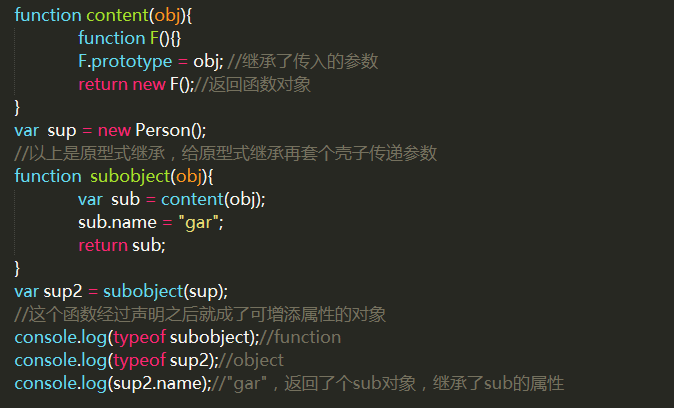 function content(obj){
function F(){}
F.prototype = obj; //继承了传入的参数
return new F();//返回函数对象
}
var sup = new Person();
//以上是原型式继承，给原型式继承再套个壳子传递参数
function subobject(obj){
var sub = content(obj);
sub.name = "gar";
return sub;
}
var sup2 = subobject(sup);
//这个函数经过声明之后就成了可增添属性的对象
console.log(typeof subobject);//function
console.log(typeof sup2);//object
console.log(sup2.name);//"gar"，返回了个sub对象，继承了sub的属性